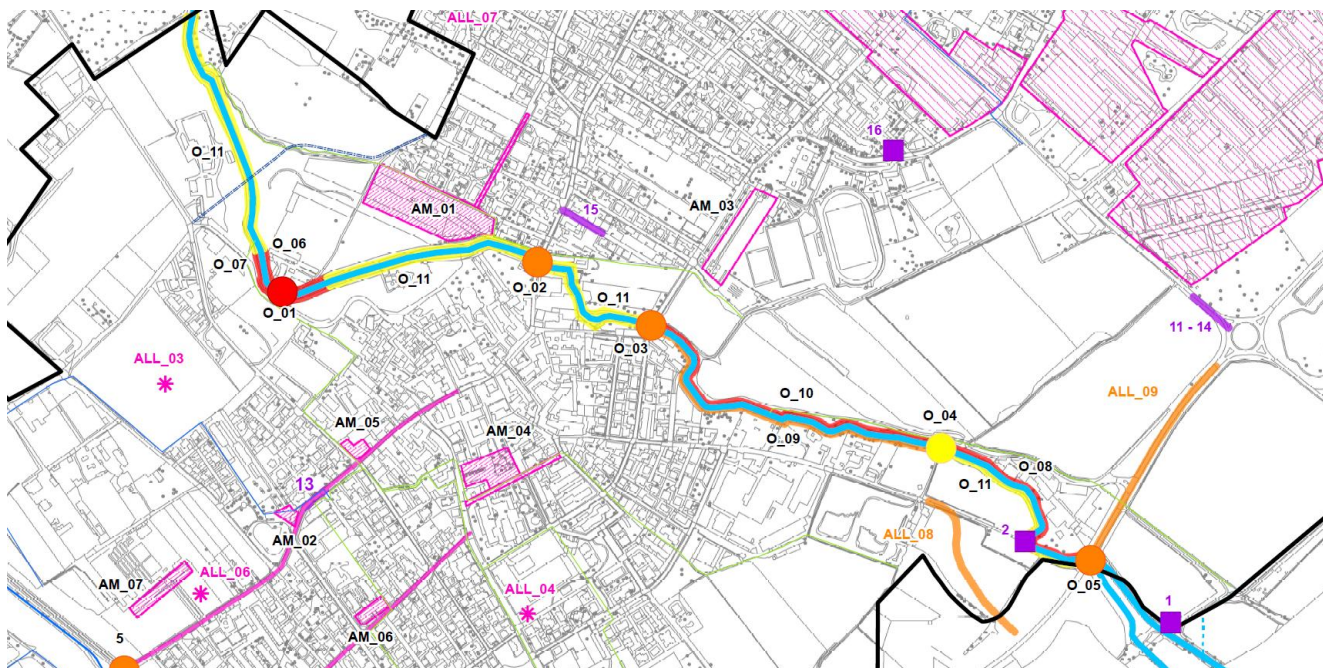 ALL_07
16
O_11
AM_01
AM_03
15
O_06
O_07
O_11
O_02
O_01
O_11
11 - 14
O_03
ALL_03
ALL_09
O_10
O_04
AM_05
AM_04
O_09
O_08
13
O_11
2
AM_02
ALL_08
AM_07
ALL_06
ALL_04
O_05
1
5
AM_06